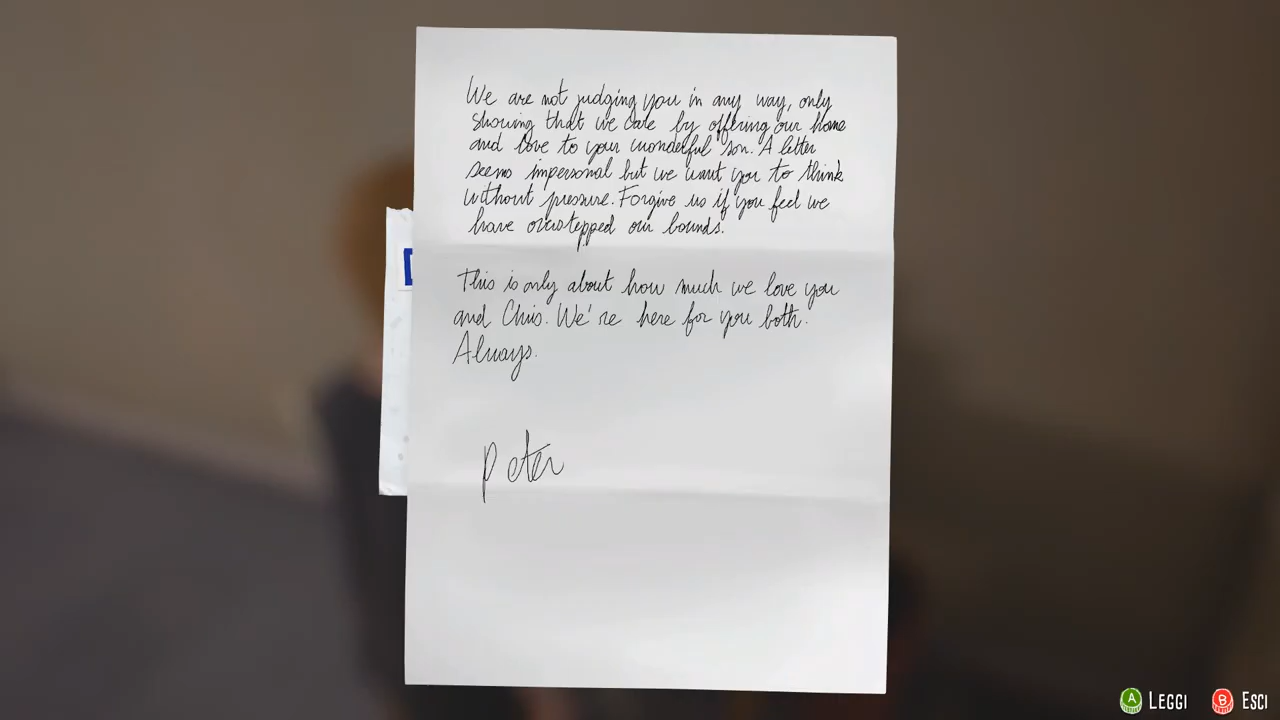 We are not judging you in any way, only
showing that we care by offering our home
and love to your wonderful son. A letter
seems impersonal but we want you to think
without pressure. Forgive us if you feel we
have overstepped our bounds.
This is only about how much we love you
and Chris. We're here for you both.
Always.
Peter
A LEGGI
B ESCI